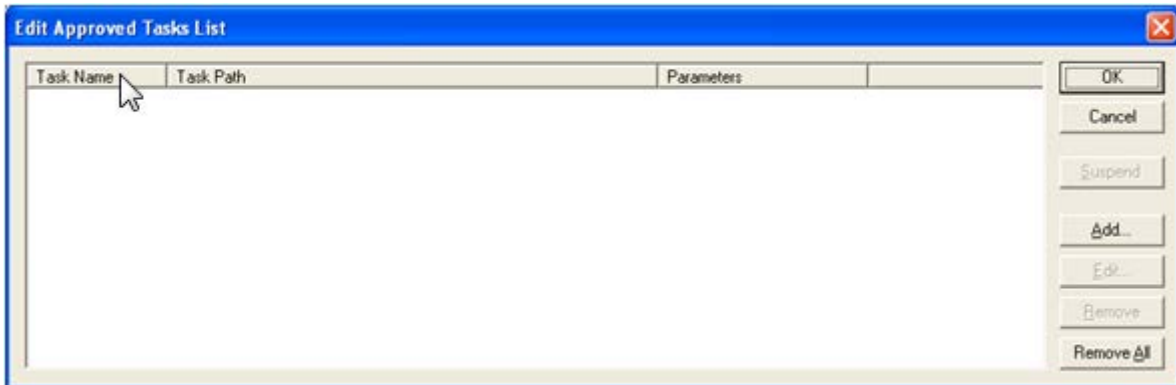 Edit Approved Tasks List
Task Name Task Path Parameters
OK
Cancel
Suspend
Add...
Edit...
Remove
Remove All